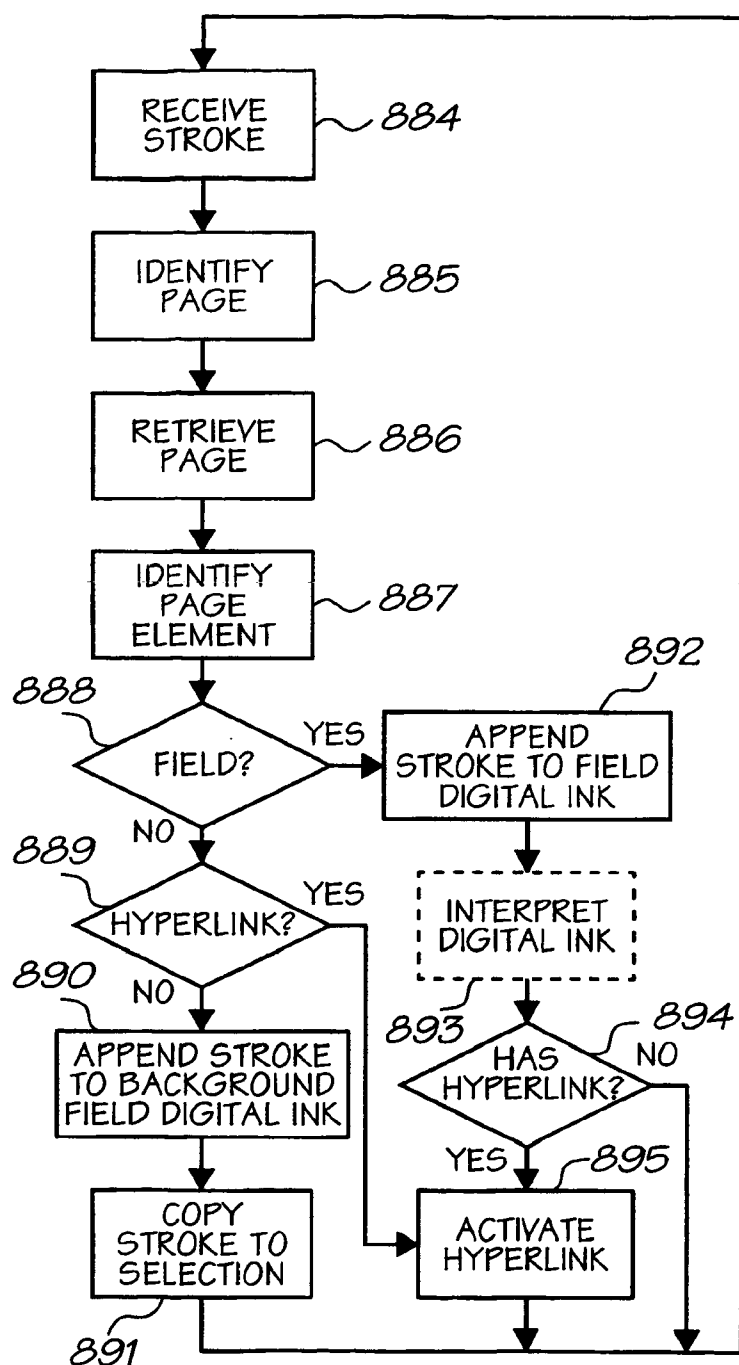 RECEIVE
STROKE
884
IDENTIFY
PAGE
885
RETRIEVE
PAGE
886
IDENTIFY
PAGE
ELEMENT
887
888
FIELD?
YES
NO
892
APPEND
STROKE TO FIELD
DIGITAL INK
889
HYPERLINK?
YES
NO
INTERPRET
DIGITAL INK
893
890
APPEND STROKE
TO BACKGROUND
FIELD DIGITAL INK
894
HAS
HYPERLINK?
NO
YES
895
COPY
STROKE TO
SELECTION
891
ACTIVATE
HYPERLINK